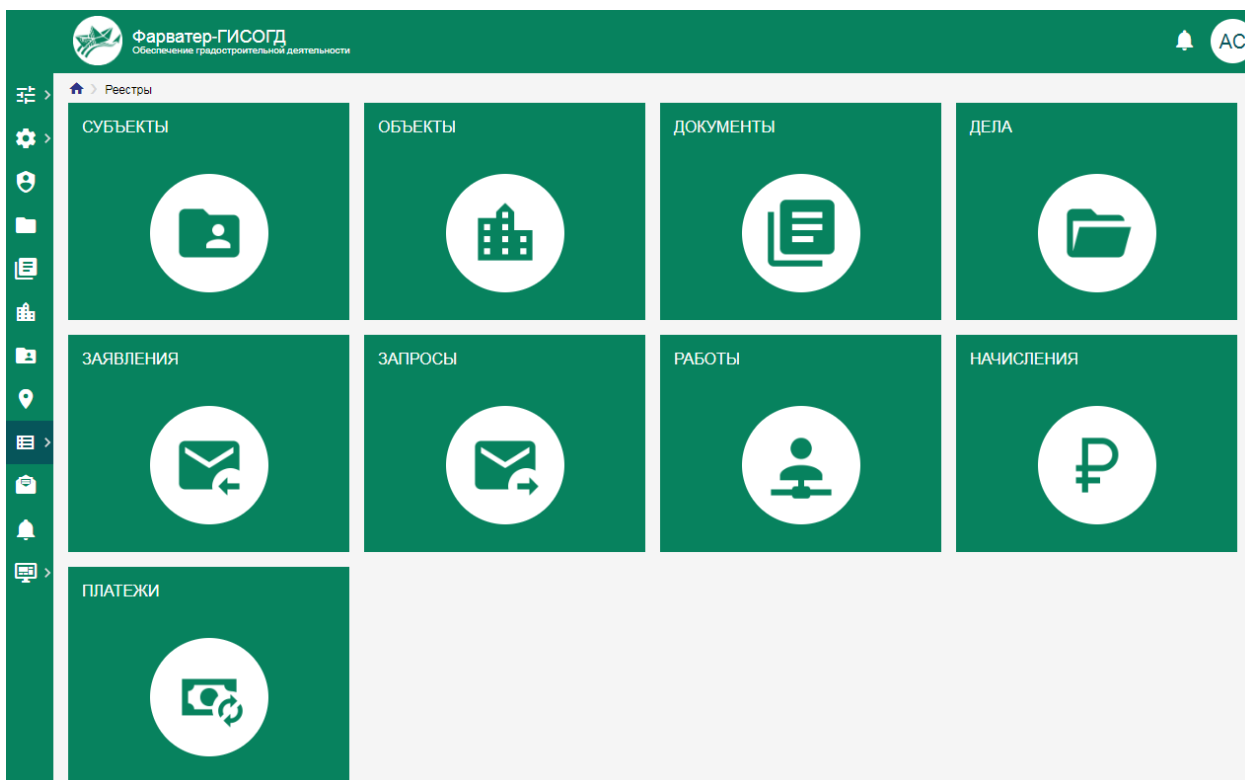 Фарватер-ГИСОГД
Обеспечение градостроительной деятельности
АС
Реестры
СУБЪЕКТЫ
ОБЪЕКТЫ
ДОКУМЕНТЫ
ДЕЛА
ЗАЯВЛЕНИЯ
ЗАПРОСЫ
РАБОТЫ
НАЧИСЛЕНИЯ
ПЛАТЕЖИ